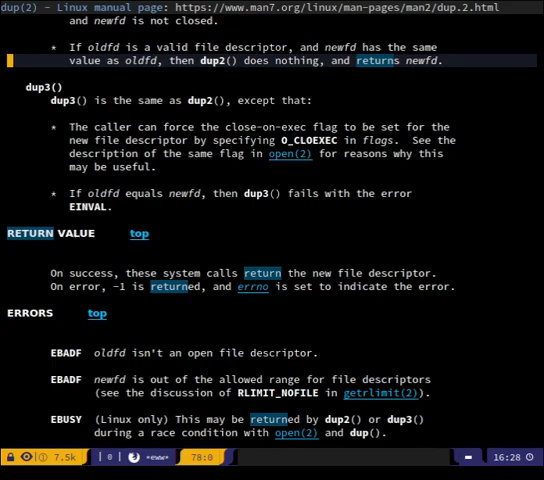 dup(2) - Linux manual page: https://www.man7.org/linux/man-pages/man2/dup.2.html
and newfd is not closed.
* If oldfd is a valid file descriptor, and newfd has the same
value as oldfd, then dup2() does nothing, and returns newfd.
dup3()
dup3() is the same as dup2(), except that:
* The caller can force the close-on-exec flag to be set for the
new file descriptor by specifying O_CLOEXEC in flags.  See the
description of the same flag in open(2) for reasons why this
may be useful.
* If oldfd equals newfd, then dup3() fails with the error
EINVAL.
RETURN VALUE top
On success, these system calls return the new file descriptor.
On error, -1 is returned, and errno is set to indicate the error.
ERRORS top
EBADF oldfd isn't an open file descriptor.
EBADF newfd is out of the allowed range for file descriptors
(see the discussion of RLIMIT_NOFILE in getrlimit(2)).
EBUSY (Linux only) This may be returned by dup2() or dup3()
during a race condition with open(2) and dup().
7.5k | 0 | *eww* 78:0 16:28